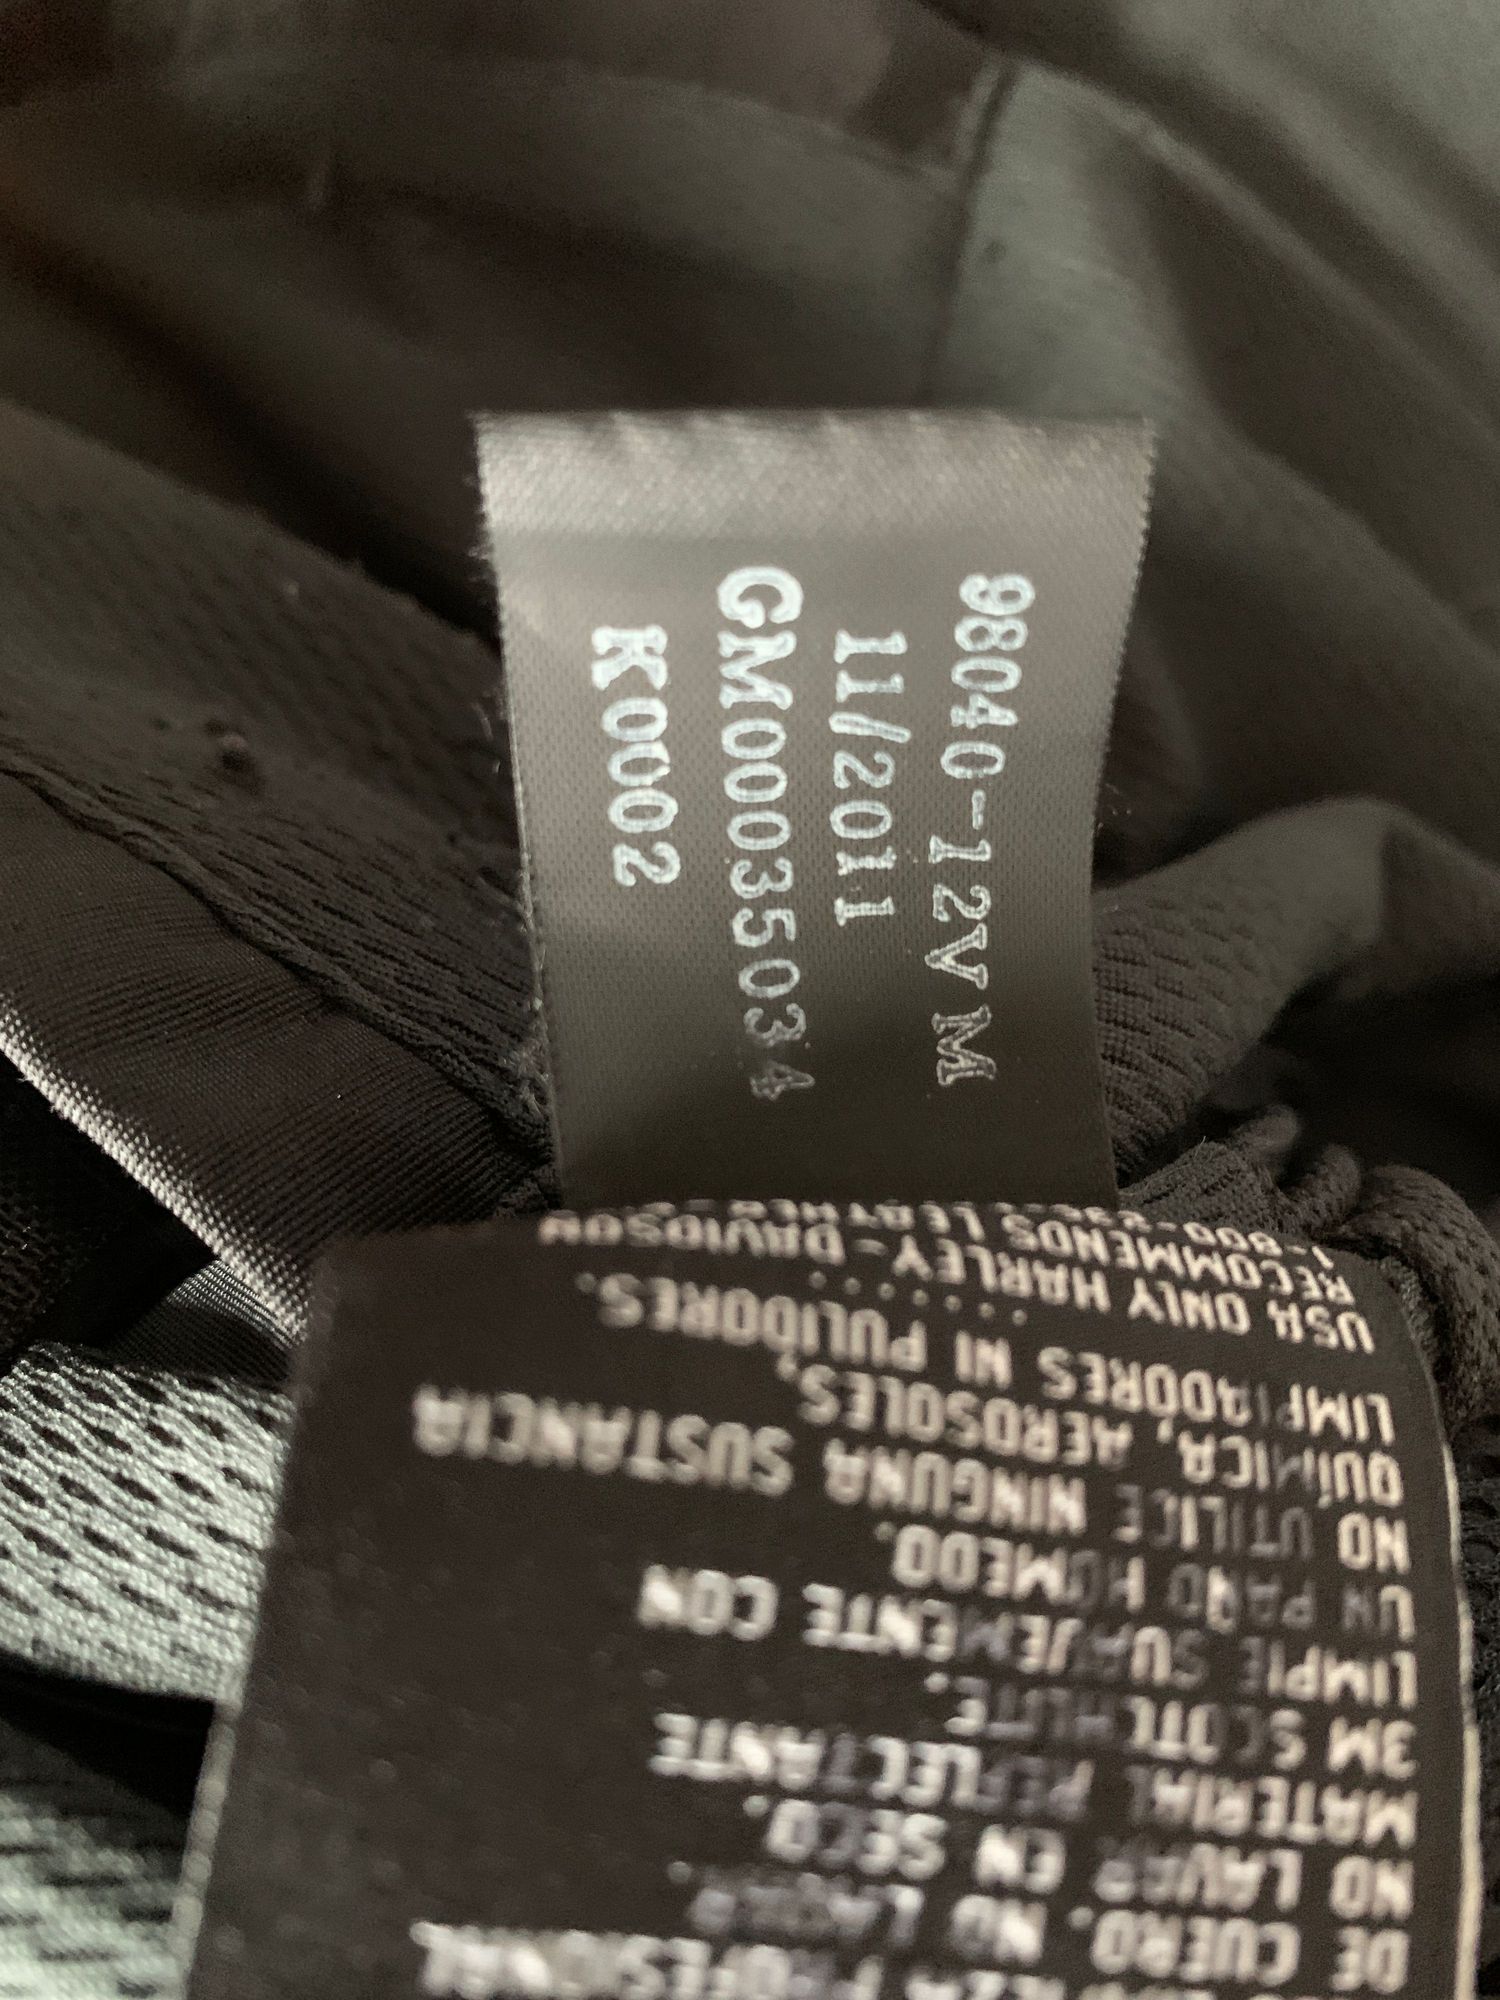 98040-12V M
11/2011
GM00035034
K0002
PROFESIONAL
DE CUERO. NO LAVAR
NO LAVAR EN SECO.
MATERIAL REFLECTANTE
3M SCOTCHLITE.
LIMPIE SUAVEMENTE CON
UN PAÑO HÚMEDO.
NO UTILICE NINGUNA SUSTANCIA
QUÍMICA, AEROSOLES,
LIMPIADORES NI PULIDORES.
......
USA ONLY HARLEY-DAVIDSON
RECOMMENDS LEATHER